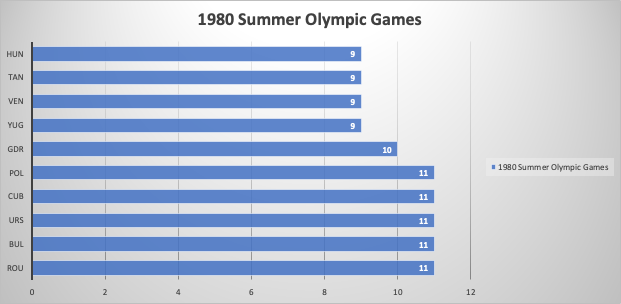 1980 Summer Olympic Games
HUN 9
TAN 9
VEN 9
YUG 9
GDR 10
POL 11
CUB 11
URS 11
BUL 11
ROU 11
0 2 4 6 8 10 12
1980 Summer Olympic Games